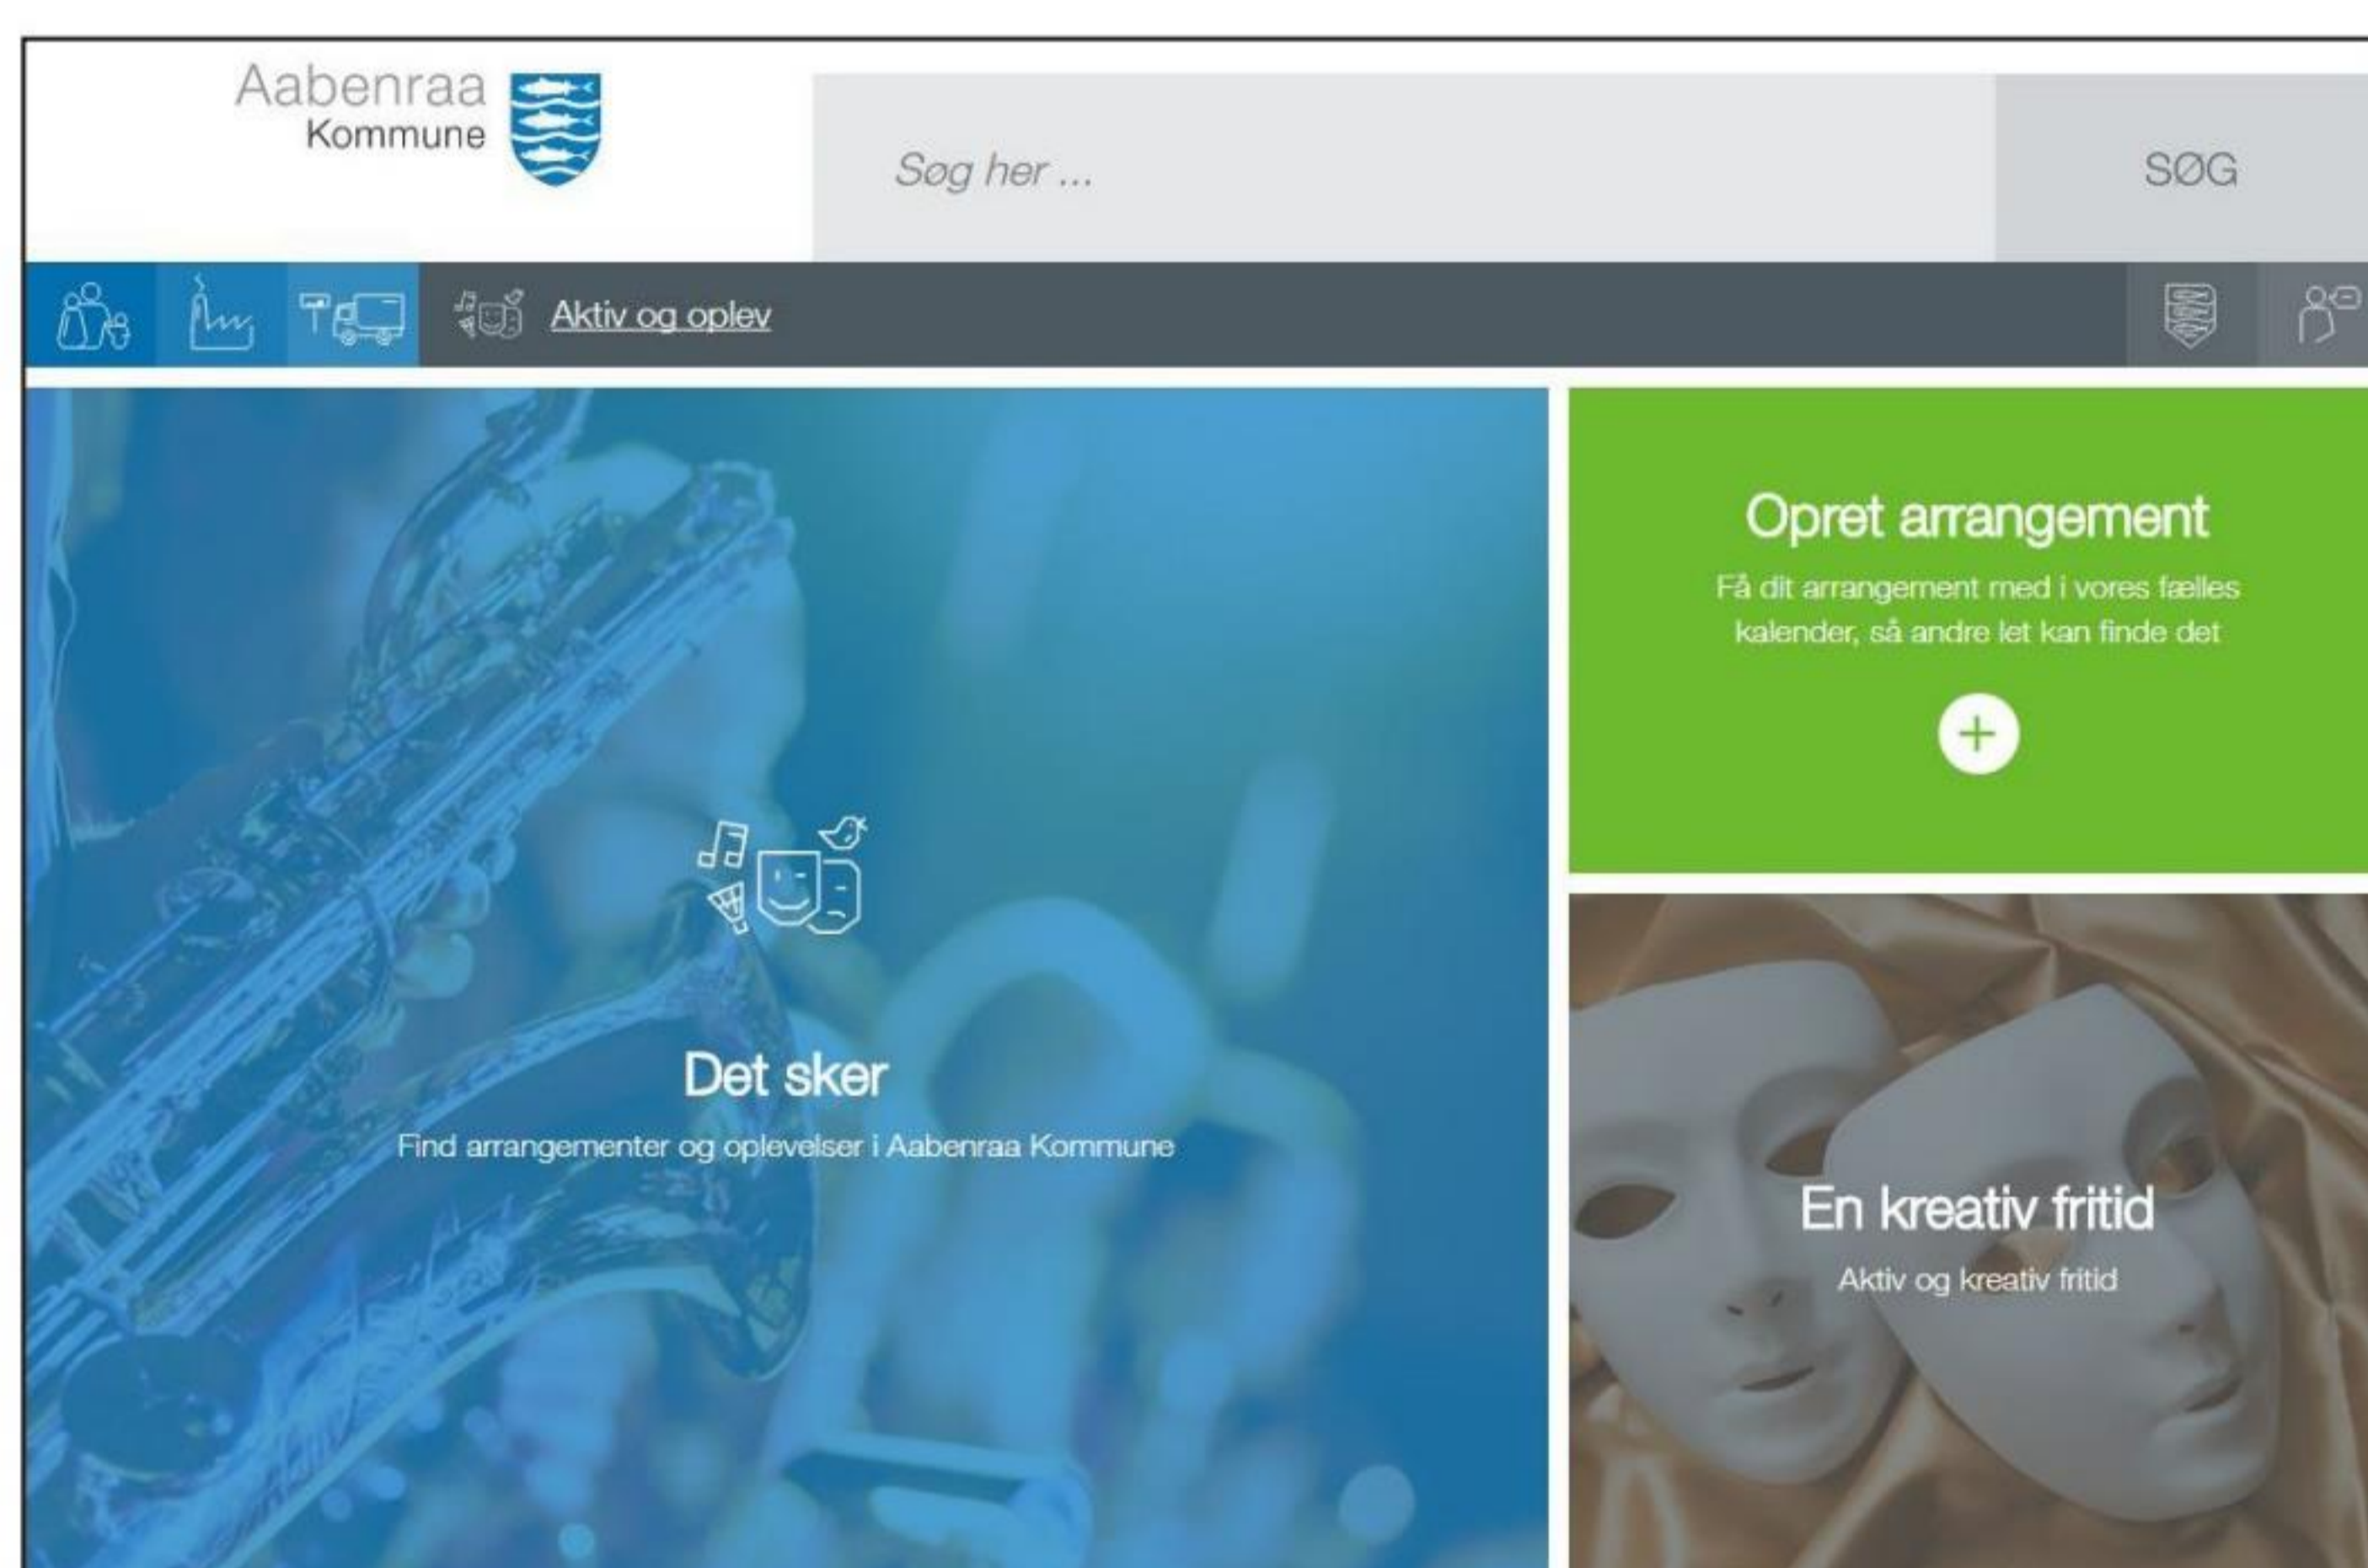 Aabenraa
Kommune
Søg her ...
SØG
Aktiv og oplev
Opret arrangement
Få dit arrangement med i vores fælles
kalender, så andre let kan finde det
Det sker
Find arrangementer og oplevelser i Aabenraa Kommune
En kreativ fritid
Aktiv og kreativ fritid